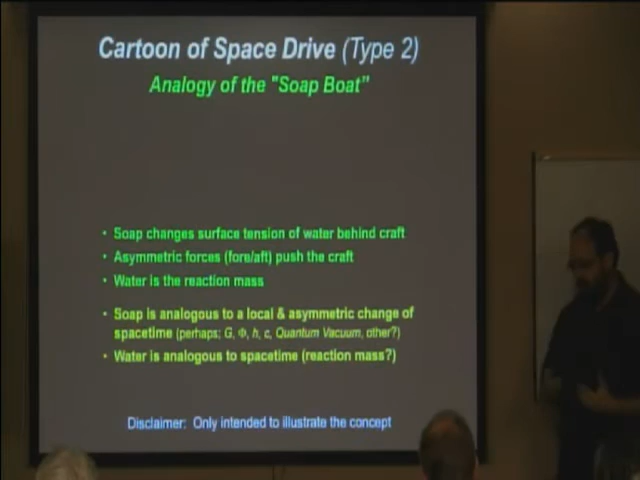 Cartoon of Space Drive (Type 2)
Analogy of the "Soap Boat"
• Soap changes surface tension of water behind craft
• Asymmetric forces (fore/aft) push the craft
• Water is the reaction mass
• Soap is analogous to a local & asymmetric change of
spacetime (perhaps; G, Φ, h, c, Quantum Vacuum, other?)
• Water is analogous to spacetime (reaction mass?)
Disclaimer: Only intended to illustrate the concept